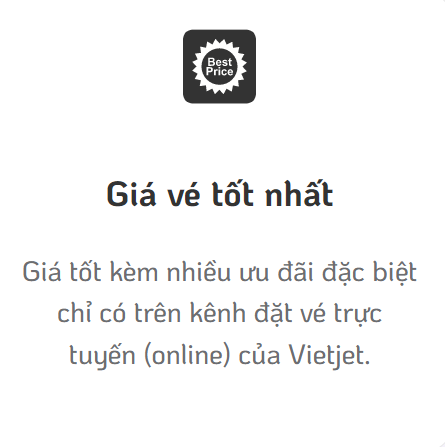 Best
Price
Giá vé tốt nhất
Giá tốt kèm nhiều ưu đãi đặc biệt
chỉ có trên kênh đặt vé trực
tuyến (online) của Vietjet.